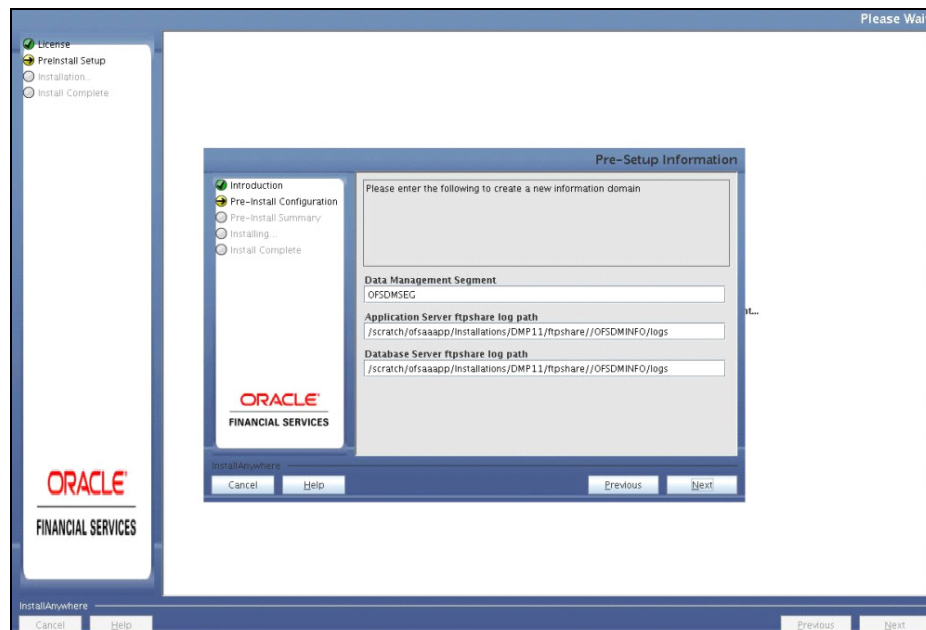 Please Wai
License
PreInstall Setup
Installation..
Install Complete
Pre-Setup Information
Introduction
Pre-Install Configuration
Pre-Install Summary
Installing...
Install Complete
Please enter the following to create a new information domain
Data Management Segment
OFSDMSEG
Application Server ftpshare log path
/scratch/ofsaaapp/Installations/DMP11/ftpshare//OFSDMINFO/logs
Database Server ftpshare log path
/scratch/ofsaaapp/Installations/DMP11/ftpshare//OFSDMINFO/logs
nt...
ORACLE
FINANCIAL SERVICES
InstallAnywhere
Cancel Help Previous Next
ORACLE
FINANCIAL SERVICES
InstallAnywhere
Cancel Help Previous Next